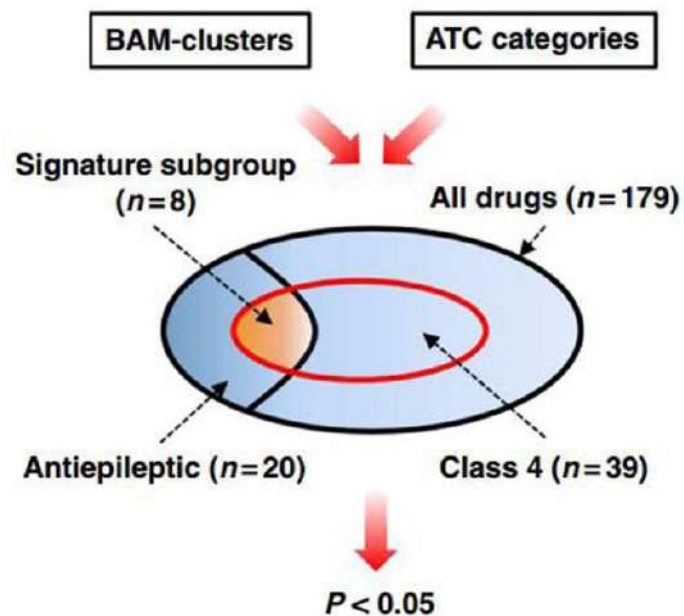 BAM-clusters
ATC categories
Signature subgroup
(n=8)
All drugs (n=179)
Antiepileptic (n=20)
Class 4 (n=39)
P < 0.05